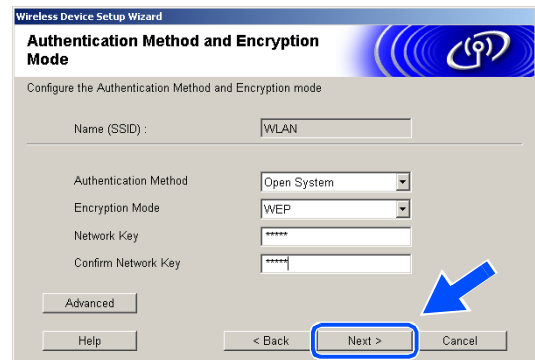 Wireless Device Setup Wizard
Authentication Method and Encryption
Mode
Configure the Authentication Method and Encryption mode
Name (SSID) : WLAN
Authentication Method Open System
Encryption Mode WEP
Network Key *****
Confirm Network Key *****
Advanced
Help < Back Next > Cancel